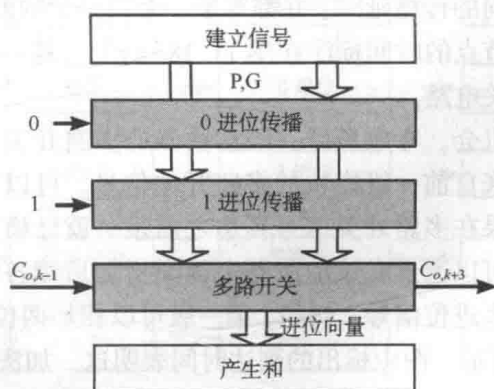 建立信号
P,G
0
0 进位传播
1
1 进位传播
C_{o,k-1}
多路开关
C_{o,k+3}
进位向量
产生和